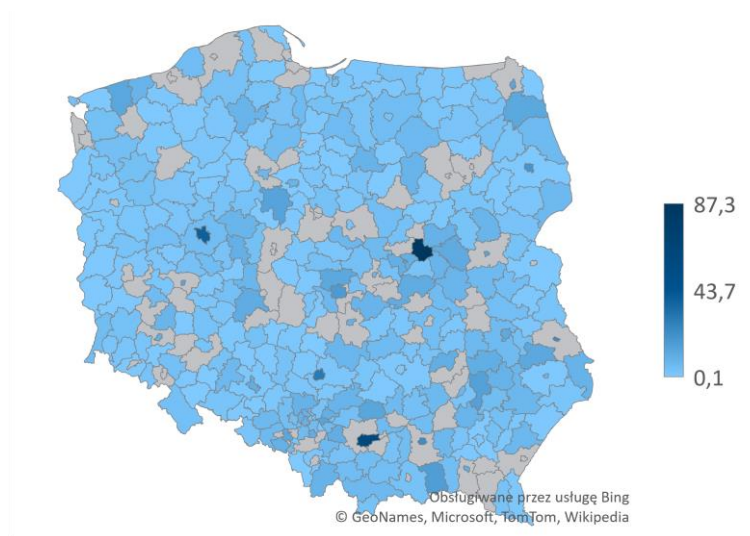 87,3
43,7
0,1
Obsługiwane przez usługę Bing
© GeoNames, Microsoft, TomTom, Wikipedia